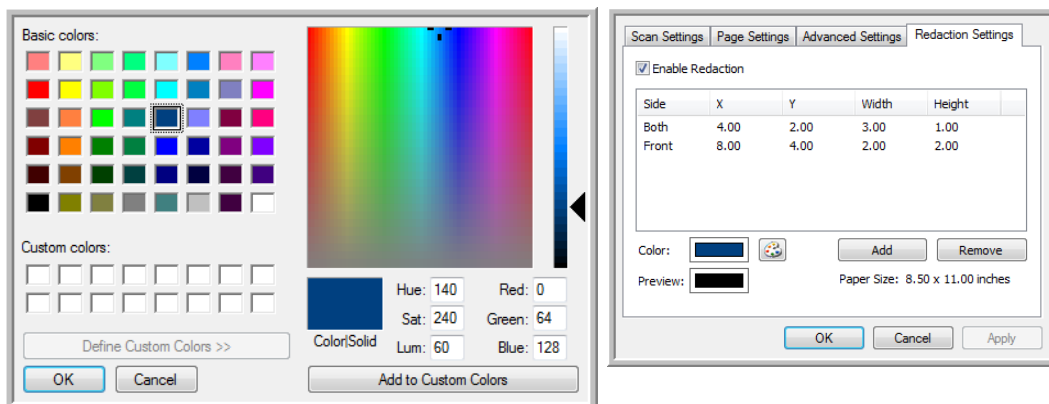 Basic colors:
Custom colors:
Define Custom Colors >>
OK Cancel
Color|Solid
Hue: 140 Red: 0
Sat: 240 Green: 64
Lum: 60 Blue: 128
Add to Custom Colors
Scan Settings Page Settings Advanced Settings Redaction Settings
Enable Redaction
Side X Y Width Height
Both 4.00 2.00 3.00 1.00
Front 8.00 4.00 2.00 2.00
Color: Add Remove
Preview: Paper Size: 8.50 x 11.00 inches
OK Cancel Apply